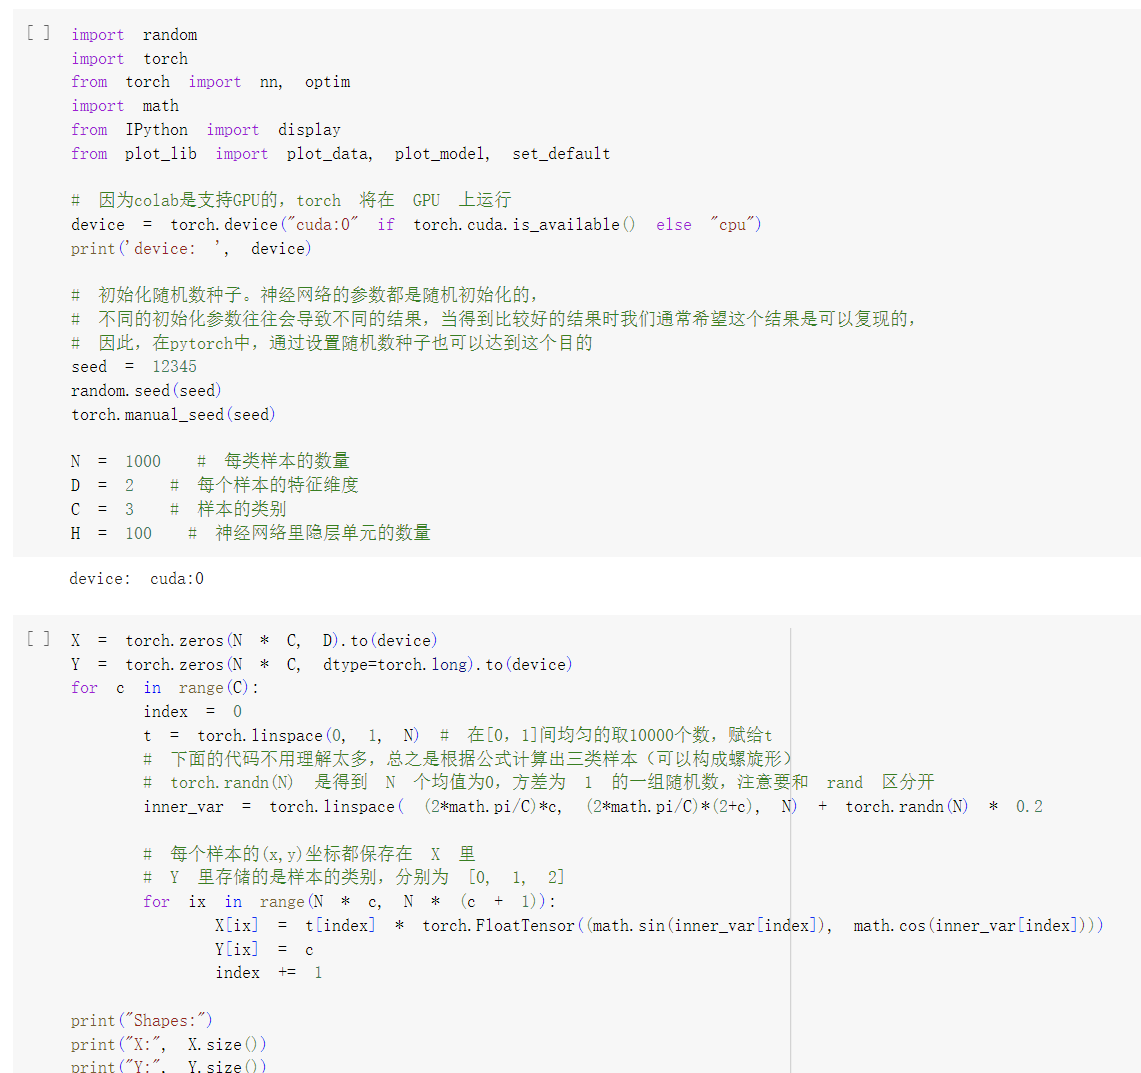 [ ] import random
import torch
from torch import nn, optim
import math
from IPython import display
from plot_lib import plot_data, plot_model, set_default
# 因为colab是支持GPU的，torch 将在 GPU 上运行
device = torch.device("cuda:0" if torch.cuda.is_available() else "cpu")
print('device: ', device)
# 初始化随机数种子。神经网络的参数都是随机初始化的，
# 不同的初始化参数往往会导致不同的结果，当得到比较好的结果时我们通常希望这个结果是可以复现的，
# 因此，在pytorch中，通过设置随机数种子也可以达到这个目的
seed = 12345
random.seed(seed)
torch.manual_seed(seed)
N = 1000 # 每类样本的数量
D = 2 # 每个样本的特征维度
C = 3 # 样本的类别
H = 100 # 神经网络里隐层单元的数量
device: cuda:0
[ ] X = torch.zeros(N * C, D).to(device)
Y = torch.zeros(N * C, dtype=torch.long).to(device)
for c in range(C):
index = 0
t = torch.linspace(0, 1, N) # 在[0，1]间均匀的取10000个数，赋给t
# 下面的代码不用理解太多，总之是根据公式计算出三类样本（可以构成螺旋形）
# torch.randn(N) 是得到 N 个均值为0，方差为 1 的一组随机数，注意要和 rand 区分开
inner_var = torch.linspace( (2*math.pi/C)*c, (2*math.pi/C)*(2+c), N) + torch.randn(N) * 0.2
# 每个样本的(x,y)坐标都保存在 X 里
# Y 里存储的是样本的类别，分别为 [0, 1, 2]
for ix in range(N * c, N * (c + 1)):
X[ix] = t[index] * torch.FloatTensor((math.sin(inner_var[index]), math.cos(inner_var[index])))
Y[ix] = c
index += 1
print("Shapes:")
print("X:", X.size())
print("Y:", Y.size())